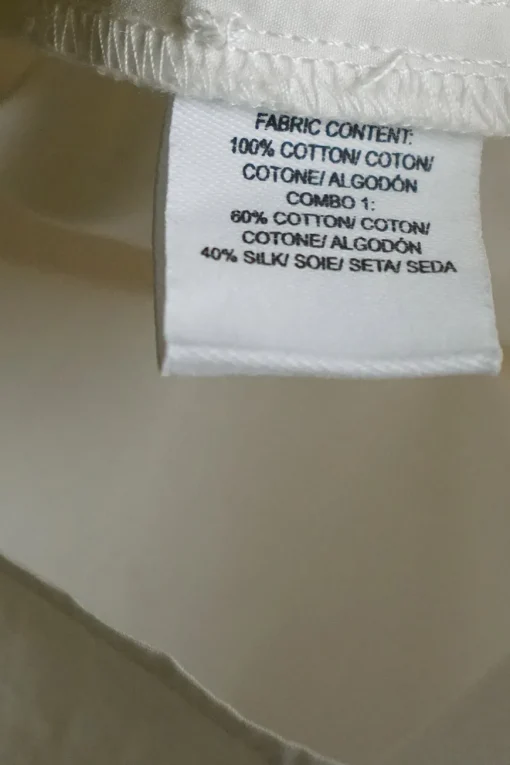 FABRIC CONTENT:
100% COTTON/ COTON/
COTONE/ ALGODÓN
COMBO 1:
60% COTTON/ COTON/
COTONE/ ALGODÓN
40% SILK/ SOIE/ SETA/ SEDA